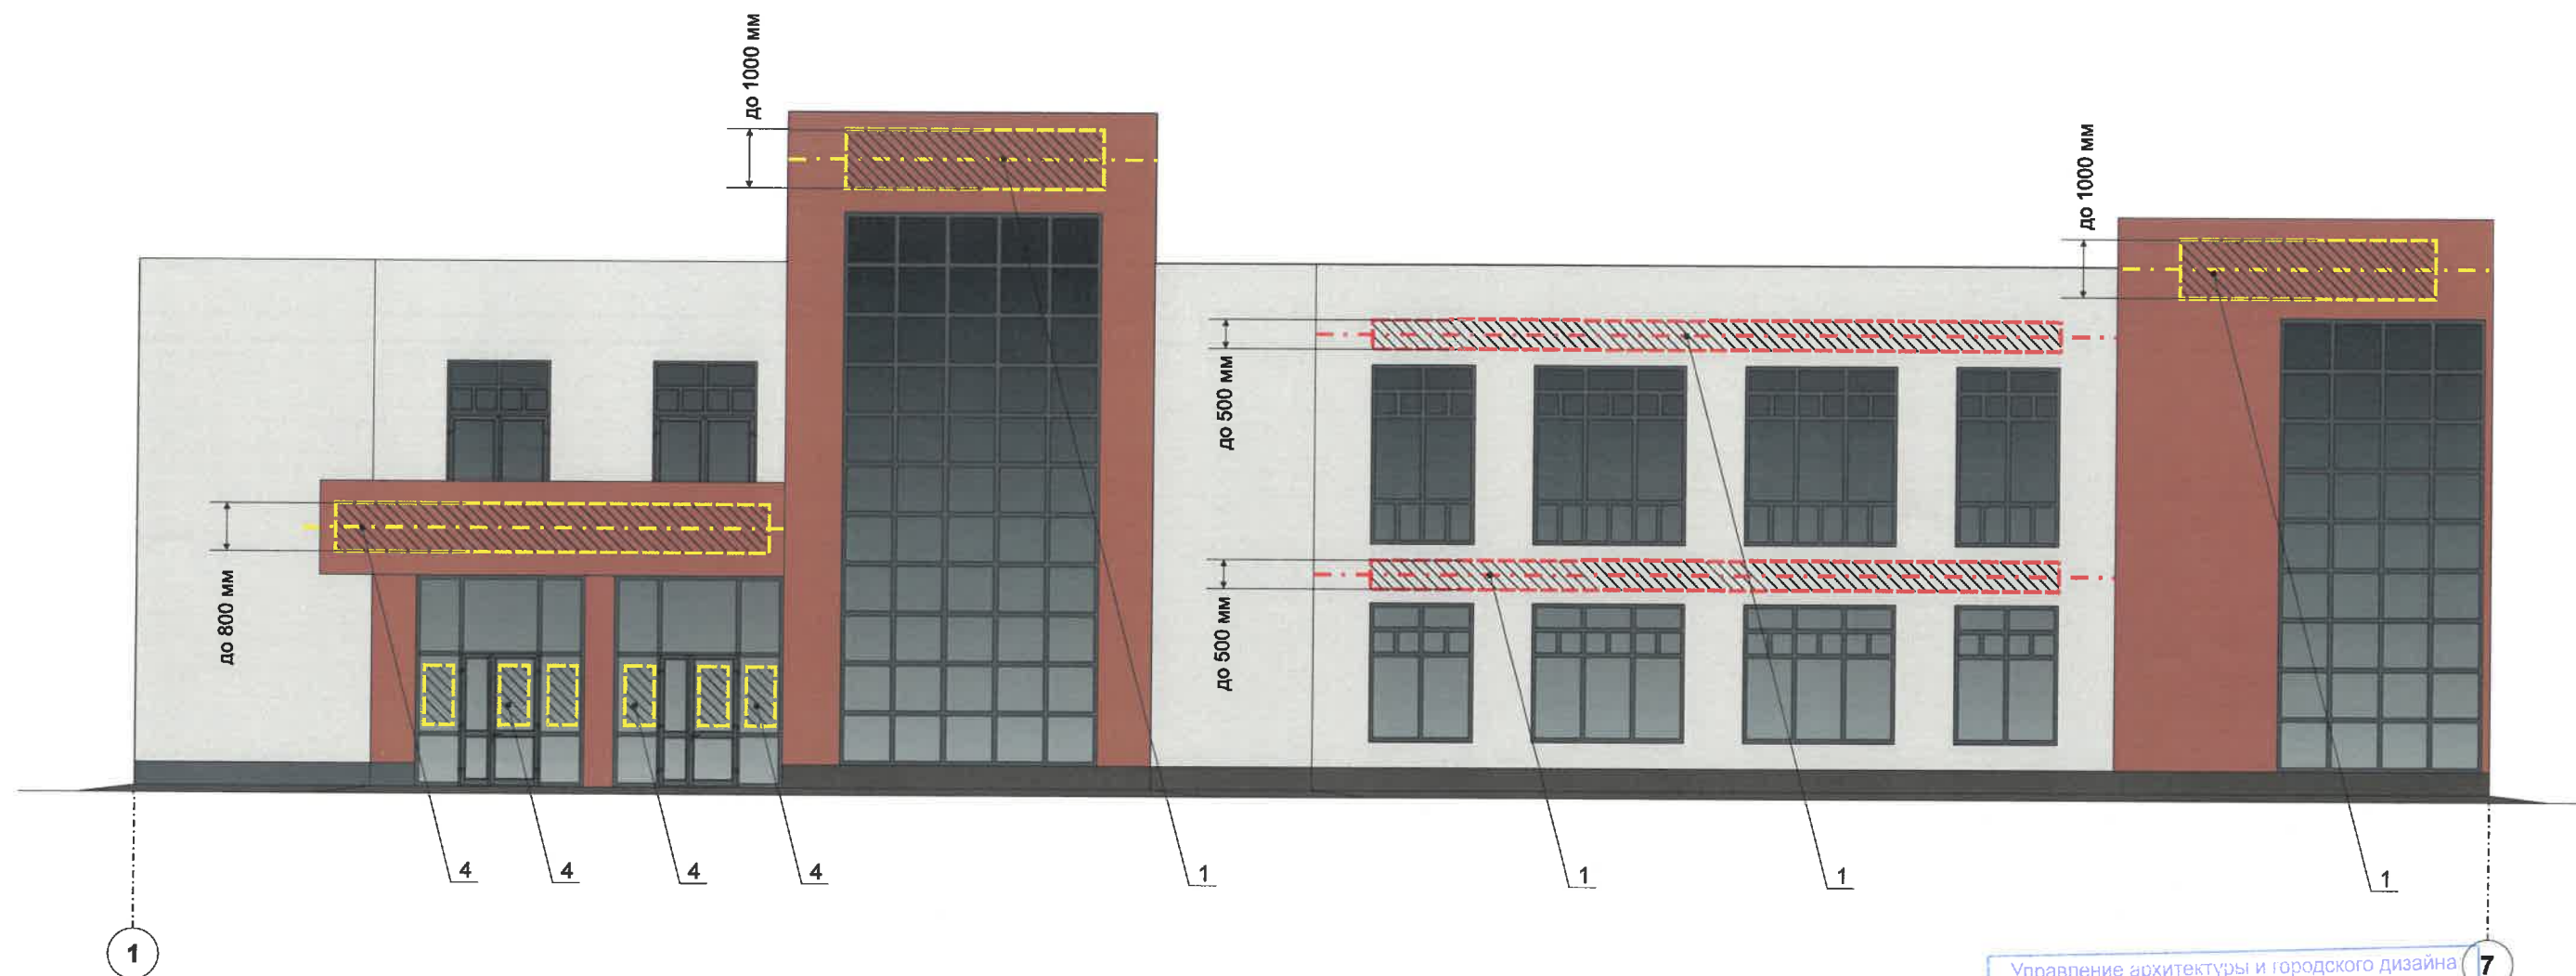 до 1000 мм
до 1000 мм
до 500 мм
до 800 мм
до 500 мм
4
4
4
4
1
1
1
1
1
7
Управление архитектуры и городского дизайна